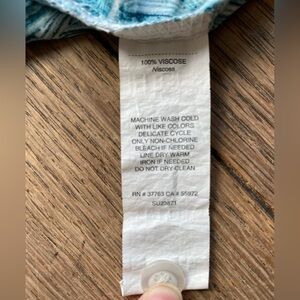 100% VISCOSE
/Viscosa
MACHINE WASH COLD
WITH LIKE COLORS
DELICATE CYCLE
ONLY NON-CHLORINE
BLEACH IF NEEDED
LINE DRY WARM
IRON IF NEEDED
DO NOT DRY CLEAN
RN # 37763 CA # 55972